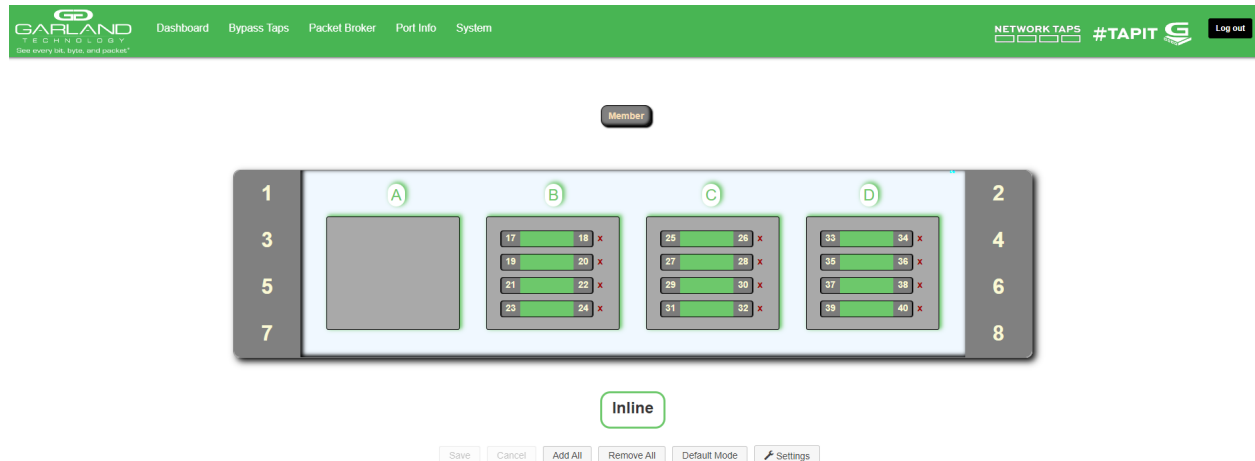 GARLAND
TECHNOLOGY
See every bit, byte, and packet®
Dashboard Bypass Taps Packet Broker Port Info System
NETWORK TAPS #TAPIT Log out
Member
1 A B C D 2
3 17 18 x 25 26 x 33 34 x 4
19 20 x 27 28 x 35 36 x
5 21 22 x 29 30 x 37 38 x 6
23 24 x 31 32 x 39 40 x
7 8
Inline
Save Cancel Add All Remove All Default Mode Settings